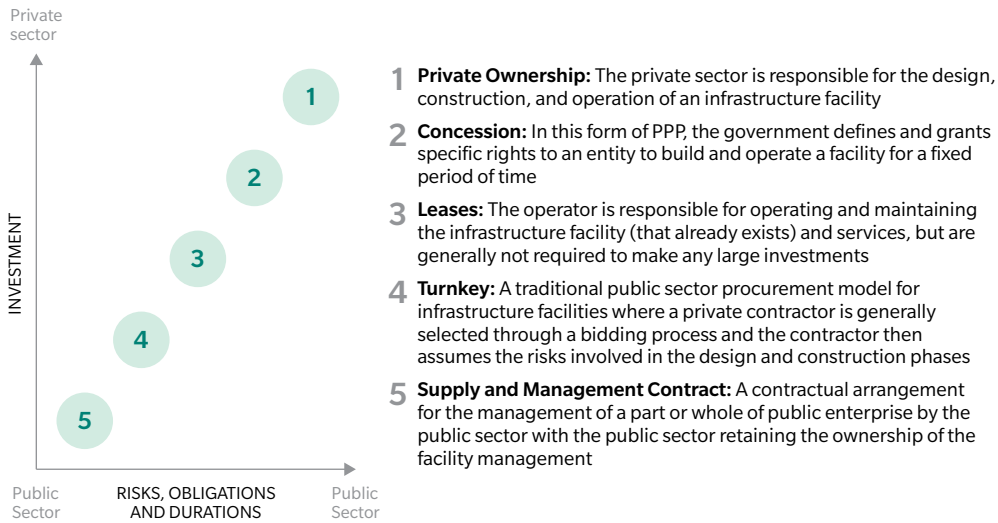 Private
sector
INVESTMENT
1
2
3
4
5
Public
Sector
RISKS, OBLIGATIONS
AND DURATIONS
Public
Sector
1 Private Ownership: The private sector is responsible for the design,
construction, and operation of an infrastructure facility
2 Concession: In this form of PPP, the government defines and grants
specific rights to an entity to build and operate a facility for a fixed
period of time
3 Leases: The operator is responsible for operating and maintaining
the infrastructure facility (that already exists) and services, but are
generally not required to make any large investments
4 Turnkey: A traditional public sector procurement model for
infrastructure facilities where a private contractor is generally
selected through a bidding process and the contractor then
assumes the risks involved in the design and construction phases
5 Supply and Management Contract: A contractual arrangement
for the management of a part or whole of public enterprise by the
public sector with the public sector retaining the ownership of the
facility management